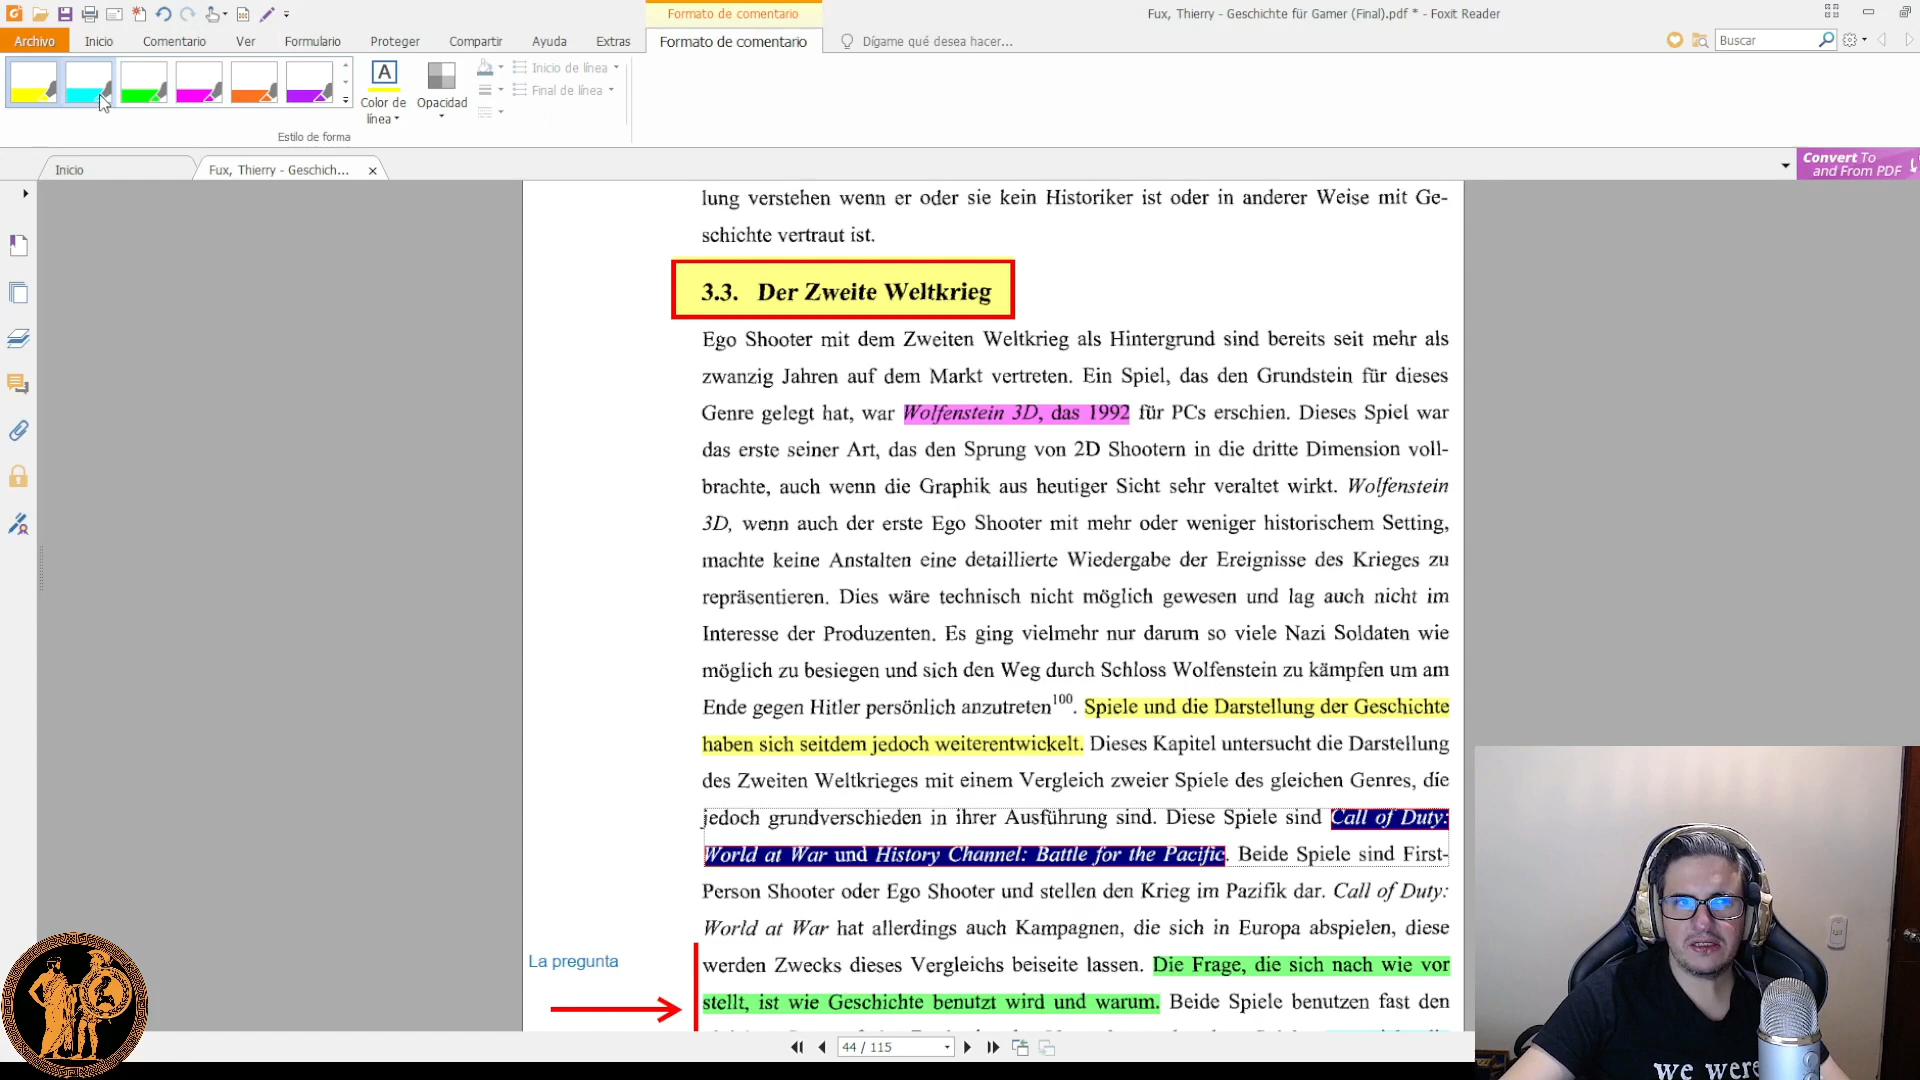 Formato de comentario
Fux, Thierry - Geschichte für Gamer (Final).pdf * - Foxit Reader
Archivo
Inicio
Comentario
Ver
Formulario
Proteger
Compartir
Ayuda
Extras
Formato de comentario
Dígame qué desea hacer...
Buscar
Color de
línea
Opacidad
Inicio de línea
Final de línea
Estilo de forma
Inicio
Fux, Thierry - Geschich...
Convert To
and From PDF
lung verstehen wenn er oder sie kein Historiker ist oder in anderer Weise mit Ge-
schichte vertraut ist.
3.3. Der Zweite Weltkrieg
Ego Shooter mit dem Zweiten Weltkrieg als Hintergrund sind bereits seit mehr als
zwanzig Jahren auf dem Markt vertreten. Ein Spiel, das den Grundstein für dieses
Genre gelegt hat, war Wolfenstein 3D, das 1992 für PCs erschien. Dieses Spiel war
das erste seiner Art, das den Sprung von 2D Shootern in die dritte Dimension voll-
brachte, auch wenn die Graphik aus heutiger Sicht sehr veraltet wirkt. Wolfenstein
3D, wenn auch der erste Ego Shooter mit mehr oder weniger historischem Setting,
machte keine Anstalten eine detaillierte Wiedergabe der Ereignisse des Krieges zu
repräsentieren. Dies wäre technisch nicht möglich gewesen und lag auch nicht im
Interesse der Produzenten. Es ging vielmehr nur darum so viele Nazi Soldaten wie
möglich zu besiegen und sich den Weg durch Schloss Wolfenstein zu kämpfen um am
Ende gegen Hitler persönlich anzutreten100. Spiele und die Darstellung der Geschichte
haben sich seitdem jedoch weiterentwickelt. Dieses Kapitel untersucht die Darstellung
des Zweiten Weltkrieges mit einem Vergleich zweier Spiele des gleichen Genres, die
jedoch grundverschieden in ihrer Ausführung sind. Diese Spiele sind Call of Duty:
World at War und History Channel: Battle for the Pacific. Beide Spiele sind First-
Person Shooter oder Ego Shooter und stellen den Krieg im Pazifik dar. Call of Duty:
World at War hat allerdings auch Kampagnen, die sich in Europa abspielen, diese
La pregunta
werden Zwecks dieses Vergleichs beiseite lassen. Die Frage, die sich nach wie vor
stellt, ist wie Geschichte benutzt wird und warum. Beide Spiele benutzen fast den
44 / 115
we were